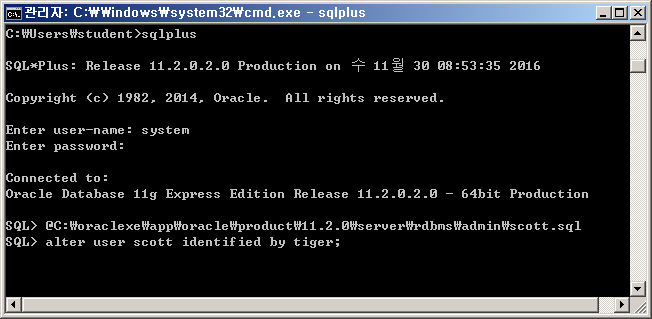 관리자: C:₩Windows₩system32₩cmd.exe - sqlplus
C:₩Users₩student>sqlplus
SQL*Plus: Release 11.2.0.2.0 Production on 수 11월 30 08:53:35 2016
Copyright (c) 1982, 2014, Oracle.  All rights reserved.
Enter user-name: system
Enter password:
Connected to:
Oracle Database 11g Express Edition Release 11.2.0.2.0 - 64bit Production
SQL> @C:₩oraclexe₩app₩oracle₩product₩11.2.0₩server₩rdbms₩admin₩scott.sql
SQL> alter user scott identified by tiger;